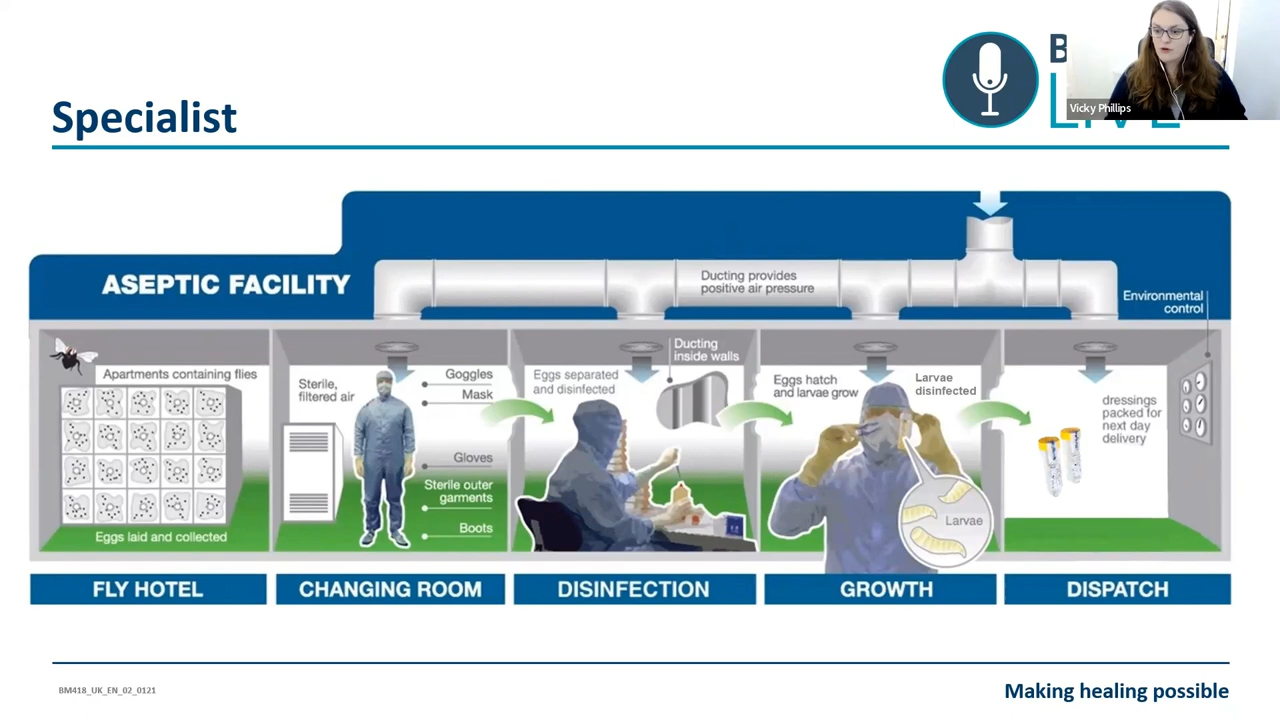 Specialist
B
LIVE
Vicky Phillips
ASEPTIC FACILITY
Ducting provides
positive air pressure
Environmental
control
Apartments containing flies
Eggs laid and collected
Sterile,
filtered air
Goggles
Mask
Gloves
Sterile outer
garments
Boots
Eggs separated
and disinfected
Ducting
inside walls
Eggs hatch
and larvae grow
Larvae
disinfected
Larvae
dressings
packed for
next day
delivery
FLY HOTEL
CHANGING ROOM
DISINFECTION
GROWTH
DISPATCH
BM418_UK_EN_02_0121
Making healing possible